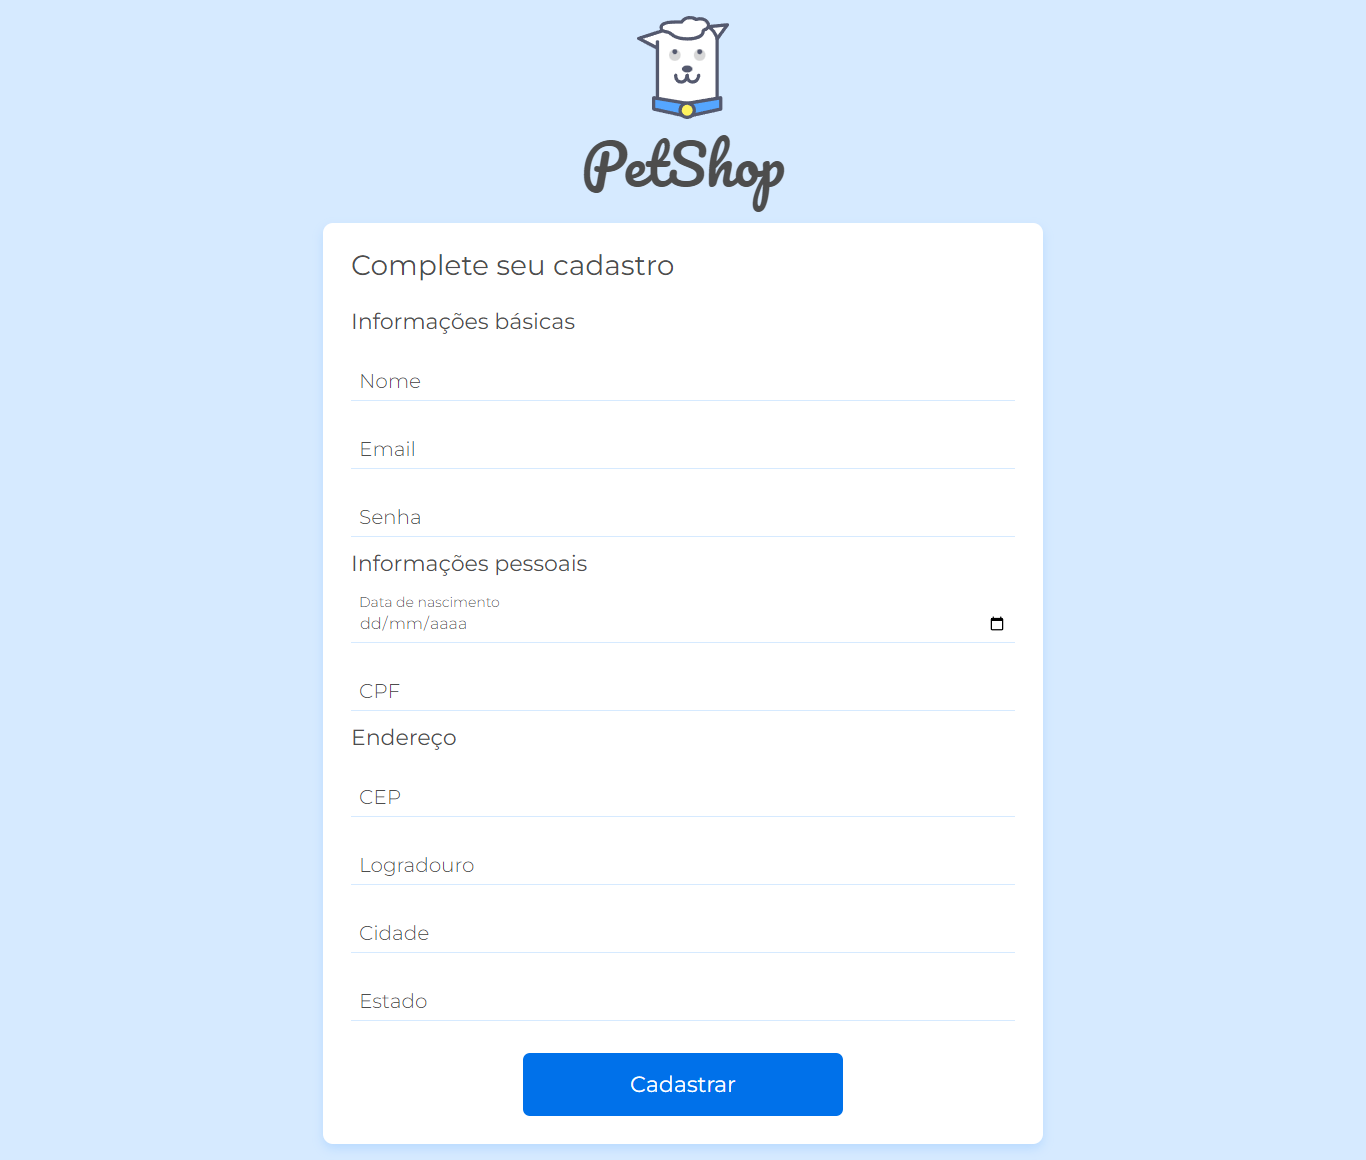 PetShop
Complete seu cadastro
Informações básicas
Nome
Email
Senha
Informações pessoais
Data de nascimento
dd/mm/aaaa
CPF
Endereço
CEP
Logradouro
Cidade
Estado
Cadastrar